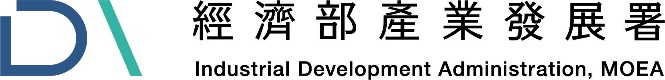 經濟部產業發展署
Industrial Development Administration, MOEA